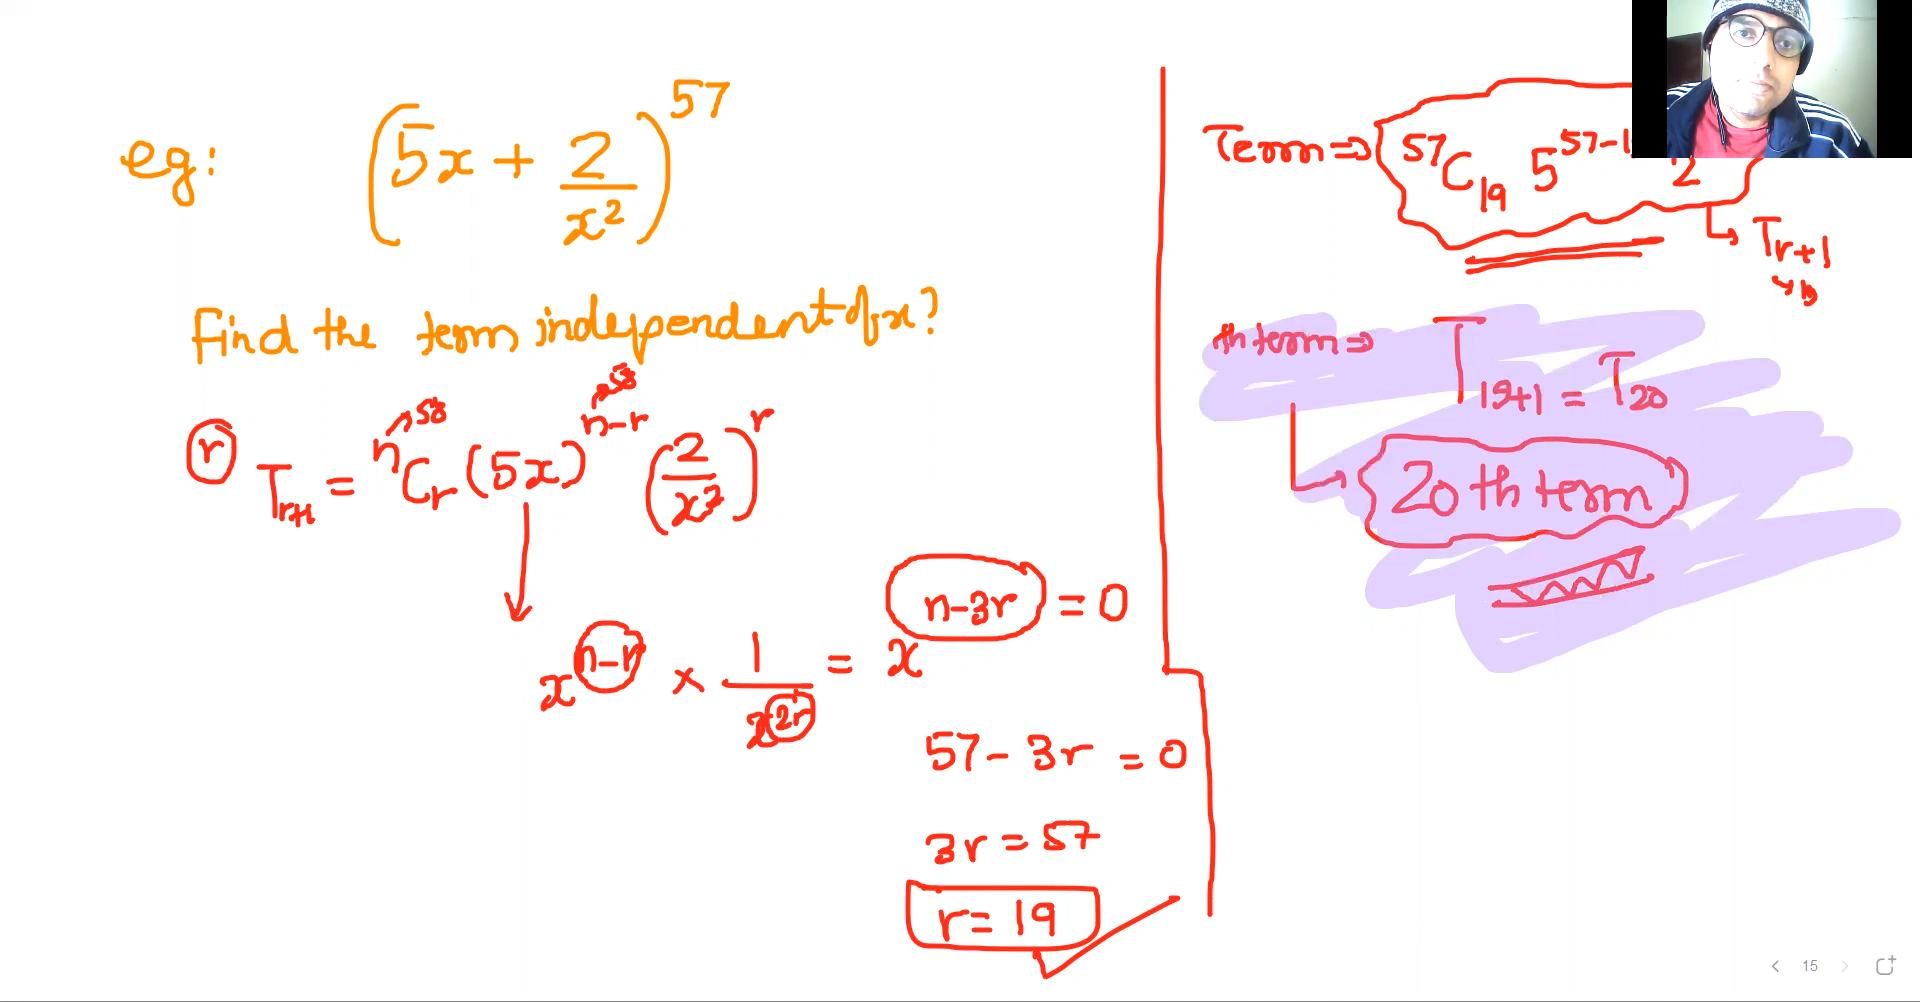 eg: (5x + 2/x²)^57
Find the term independent of x?
r
T_{r+1} = ^nC_r (5x)^{n-r} (2/x²)^r
x^{n-r} × 1/x^{2r} = x^{n-3r} = 0
57 - 3r = 0
3r = 57
r = 19
Term ⇒ ^57C_19 5^{57-1 2
T_{r+1}
th term ⇒ T_{19+1} = T_20
20 th term
15